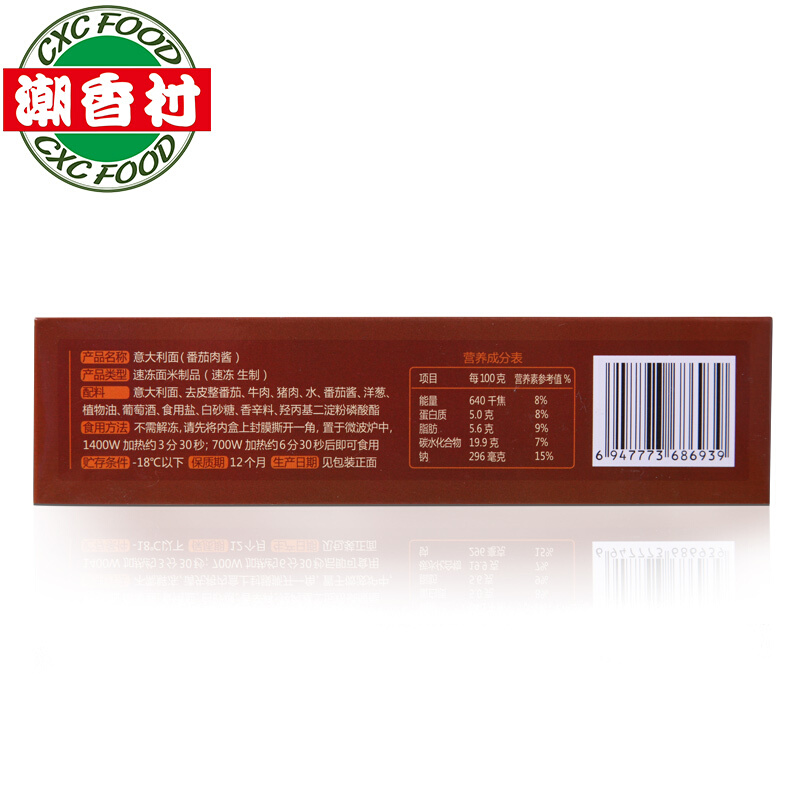 CXC FOOD
潮香村
CXC FOOD
产品名称 意大利面(番茄肉酱)
产品类型 速冻面米制品(速冻 生制)
配料 意大利面、去皮整番茄、牛肉、猪肉、水、番茄酱、洋葱、
植物油、葡萄酒、食用盐、白砂糖、香辛料、羟丙基二淀粉磷酸酯
食用方法 不需解冻,请先将内盒上封膜撕开一角,置于微波炉中,
1400W 加热约3分30秒; 700W 加热约6分30秒后即可食用
贮存条件 -18℃以下 保质期 12个月 生产日期 见包装正面
营养成分表
项目 每100克 营养素参考值%
能量 640 千焦 8%
蛋白质 5.0 克 8%
脂肪 5.6 克 9%
碳水化合物 19.9 克 7%
钠 296 毫克 15%
6 947773 686939